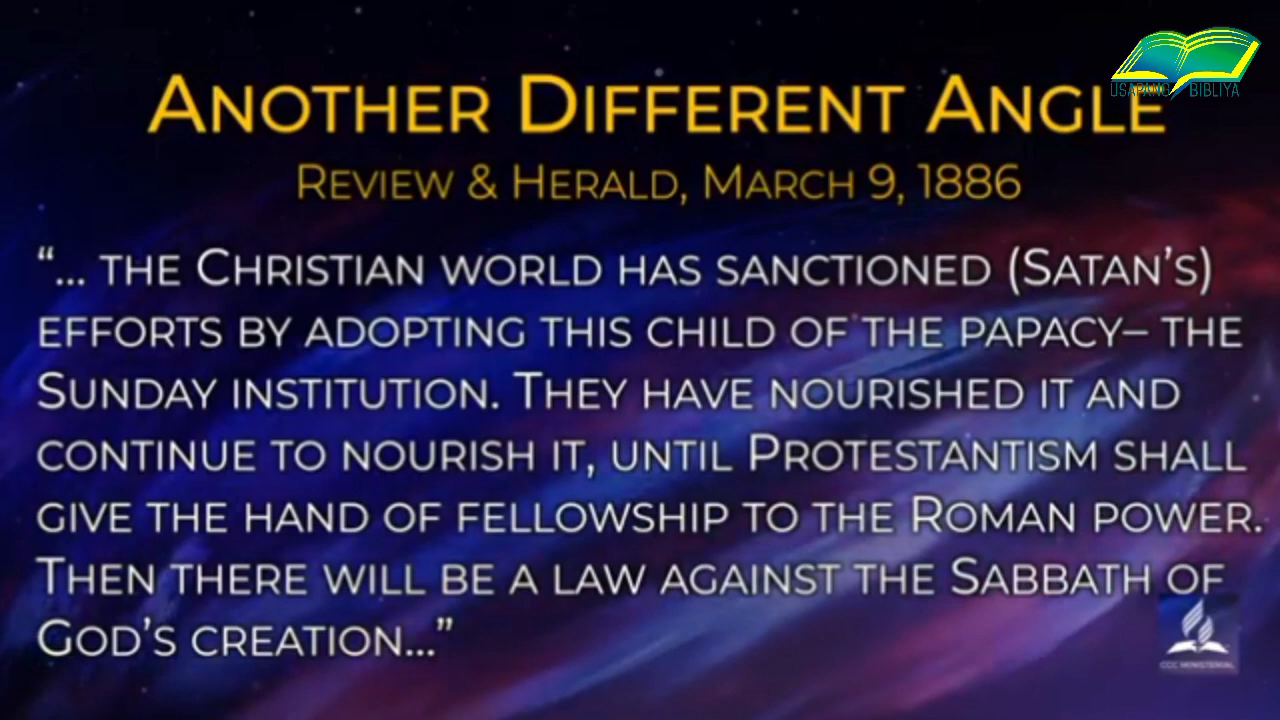 USAPANG BIBLIYA
ANOTHER DIFFERENT ANGLE
REVIEW & HERALD, MARCH 9, 1886
“... THE CHRISTIAN WORLD HAS SANCTIONED (SATAN’S)
EFFORTS BY ADOPTING THIS CHILD OF THE PAPACY– THE
SUNDAY INSTITUTION. THEY HAVE NOURISHED IT AND
CONTINUE TO NOURISH IT, UNTIL PROTESTANTISM SHALL
GIVE THE HAND OF FELLOWSHIP TO THE ROMAN POWER.
THEN THERE WILL BE A LAW AGAINST THE SABBATH OF
GOD’S CREATION...”
CCC MINISTERIAL